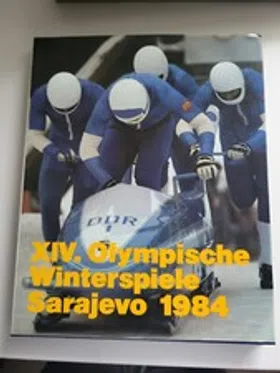 DDR
1
XIV. Olympische
Winterspiele
Sarajevo 1984